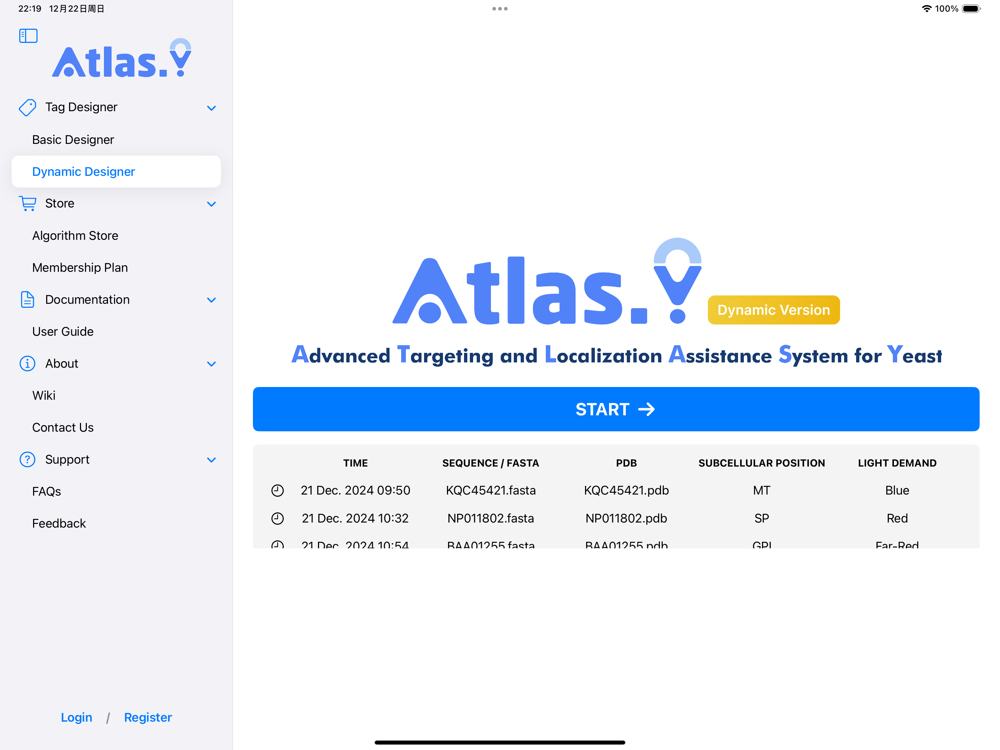 22:19 12月22日周日
100%
Atlas.Y
Tag Designer
Basic Designer
Dynamic Designer
Store
Algorithm Store
Membership Plan
Documentation
User Guide
About
Wiki
Contact Us
Support
FAQs
Feedback
Login / Register
Atlas.Y
Dynamic Version
Advanced Targeting and Localization Assistance System for Yeast
START →
TIME SEQUENCE / FASTA PDB SUBCELLULAR POSITION LIGHT DEMAND
21 Dec. 2024 09:50 KQC45421.fasta KQC45421.pdb MT Blue
21 Dec. 2024 10:32 NP011802.fasta NP011802.pdb SP Red
21 Dec. 2024 10:54 BAA01255.fasta BAA01255.pdb GPI Far-Red